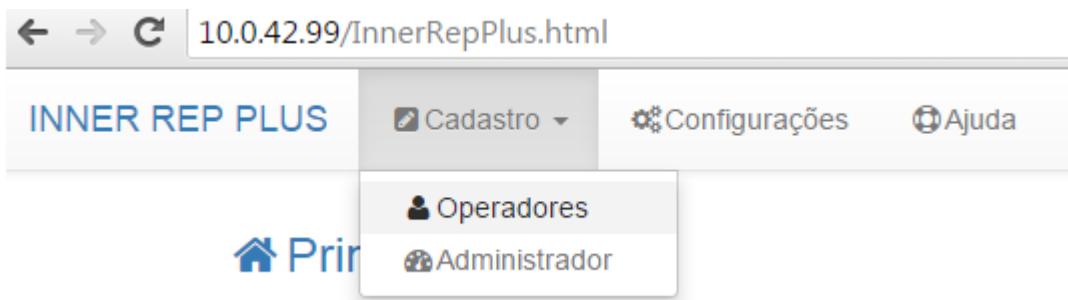 10.0.42.99/InnerRepPlus.html
INNER REP PLUS Cadastro Configurações Ajuda
Operadores
Administrador